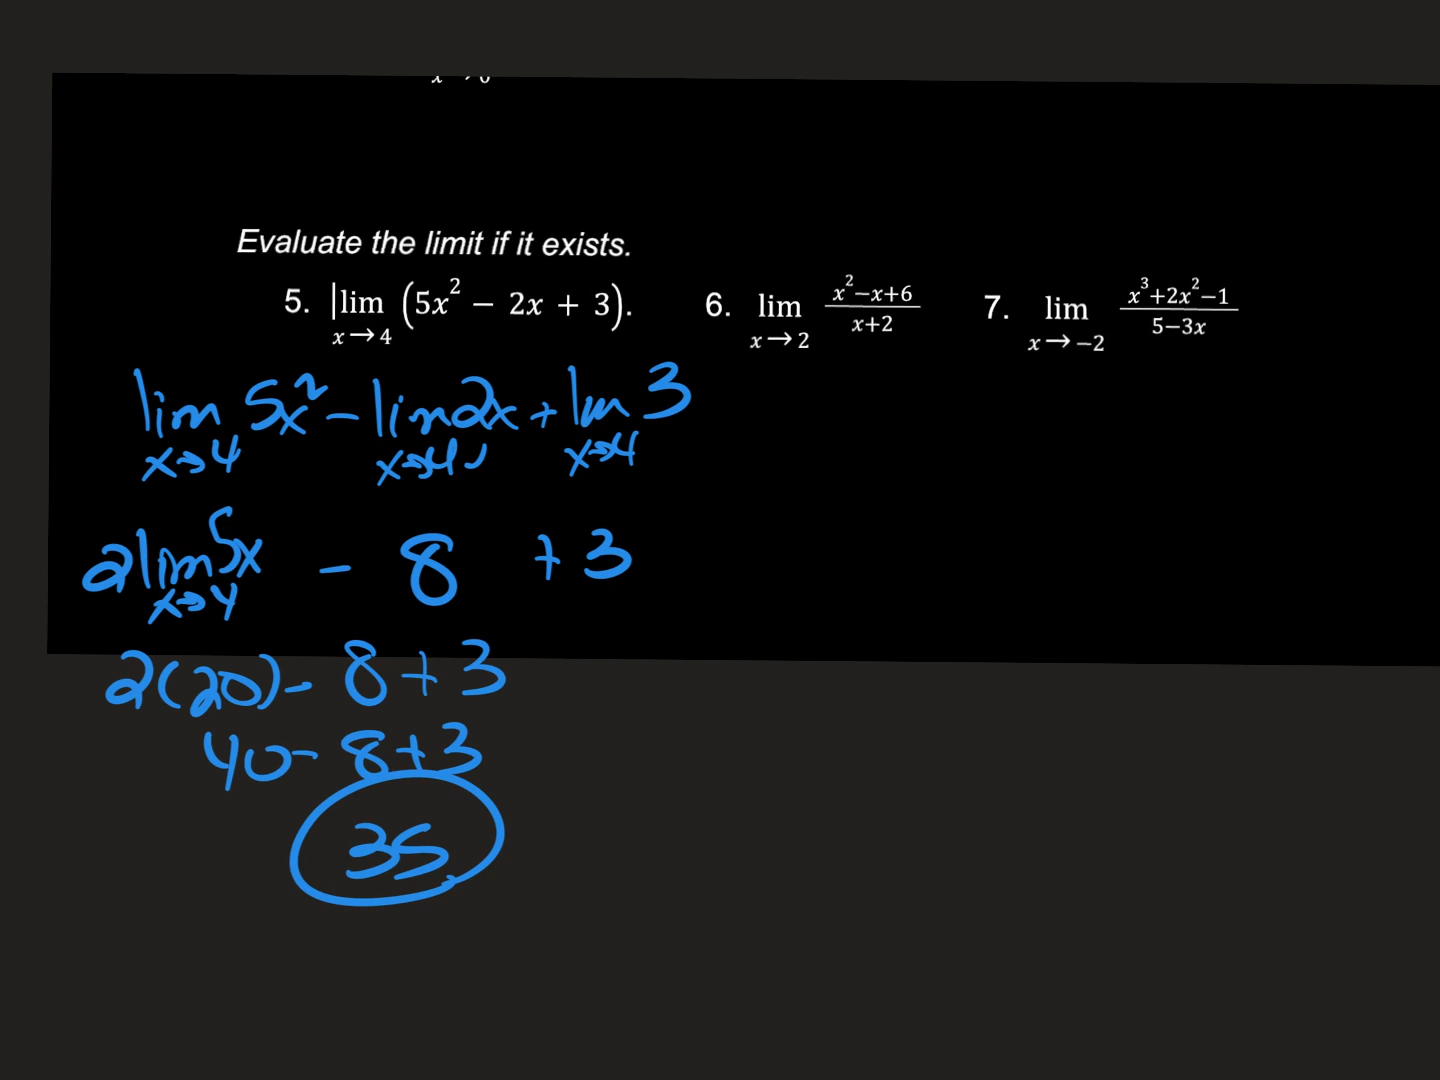 x → 0
Evaluate the limit if it exists.
5. |lim x→4 (5x² − 2x + 3). 6. lim x→2 (x²−x+6)/(x+2) 7. lim x→−2 (x³+2x²−1)/(5−3x)
lim x→4 5x² − lim x→4 2x + lim x→4 3
2 lim x→4 5x − 8 + 3
2(20) − 8 + 3
40 − 8 + 3
35